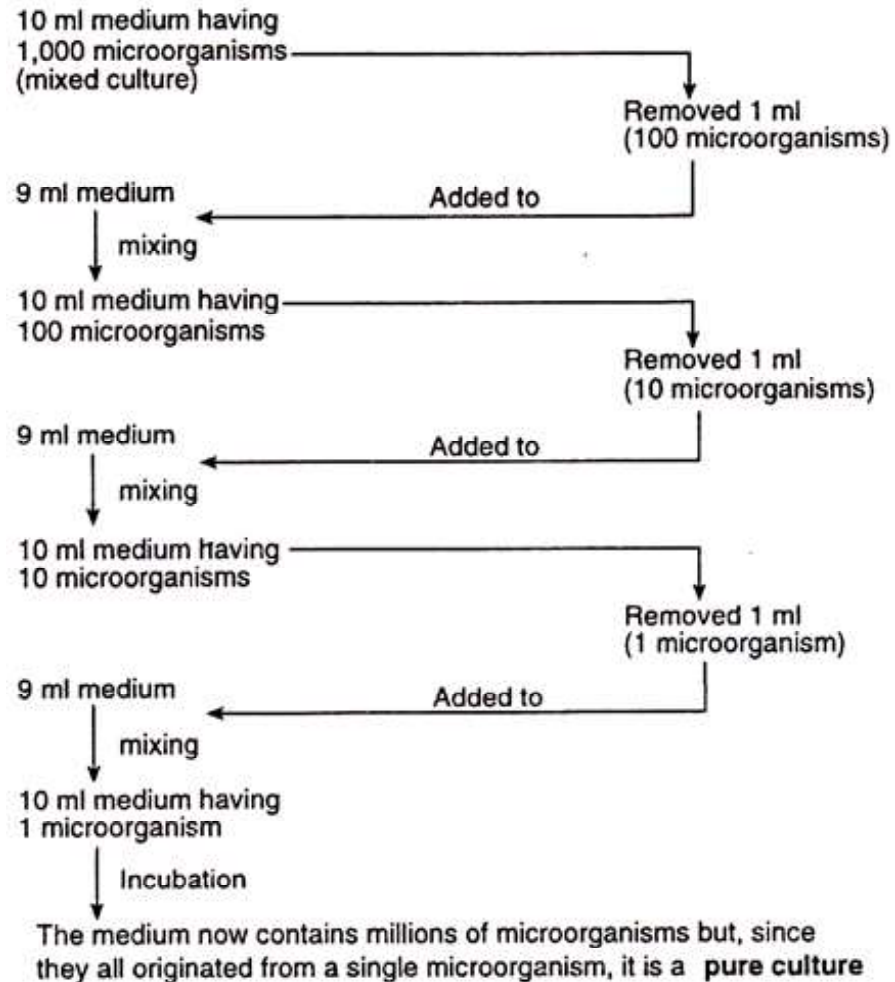 10 ml medium having
1,000 microorganisms
(mixed culture)
Removed 1 ml
(100 microorganisms)
9 ml medium
Added to
mixing
10 ml medium having
100 microorganisms
Removed 1 ml
(10 microorganisms)
9 ml medium
Added to
mixing
10 ml medium having
10 microorganisms
Removed 1 ml
(1 microorganism)
9 ml medium
Added to
mixing
10 ml medium having
1 microorganism
Incubation
The medium now contains millions of microorganisms but, since
they all originated from a single microorganism, it is a pure culture